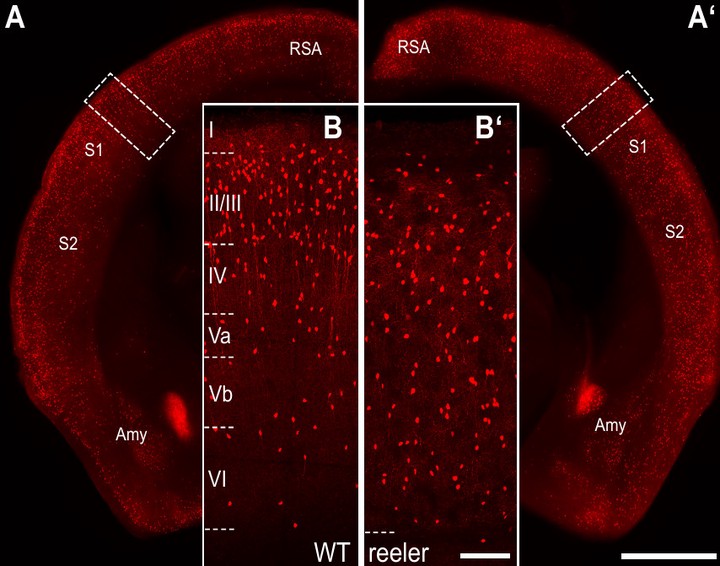 A
A‘
RSA
RSA
B
B‘
I
S1
S1
II/III
S2
S2
IV
Va
Vb
Amy
Amy
VI
WT
reeler